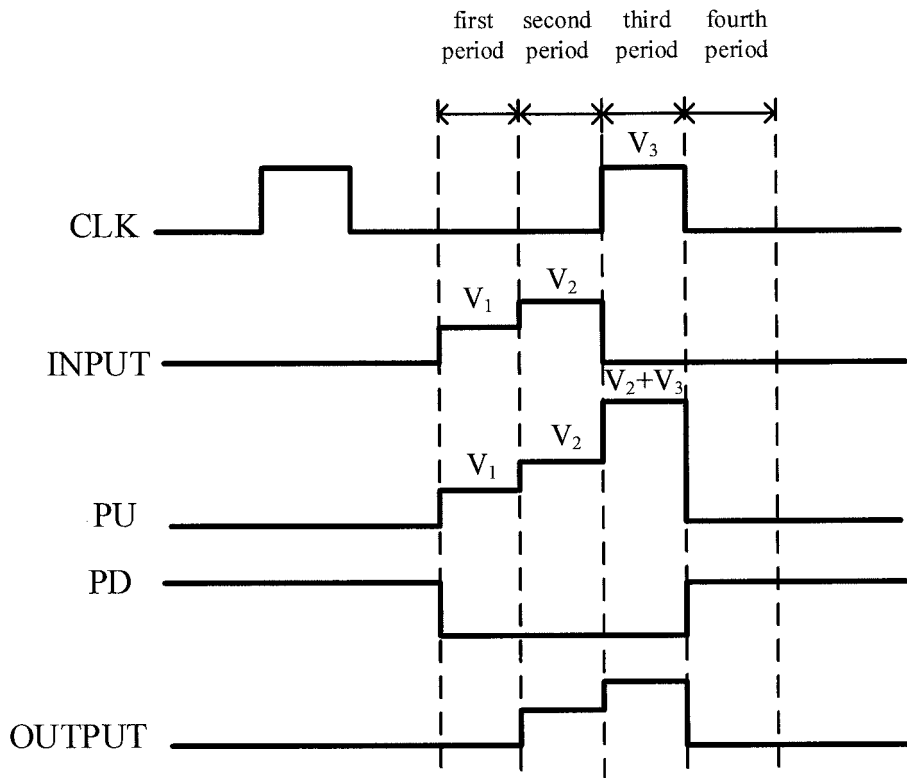 first second third fourth
period period period period
V₃
CLK
V₁ V₂
INPUT
V₂+V₃
V₂
V₁
PU
PD
OUTPUT